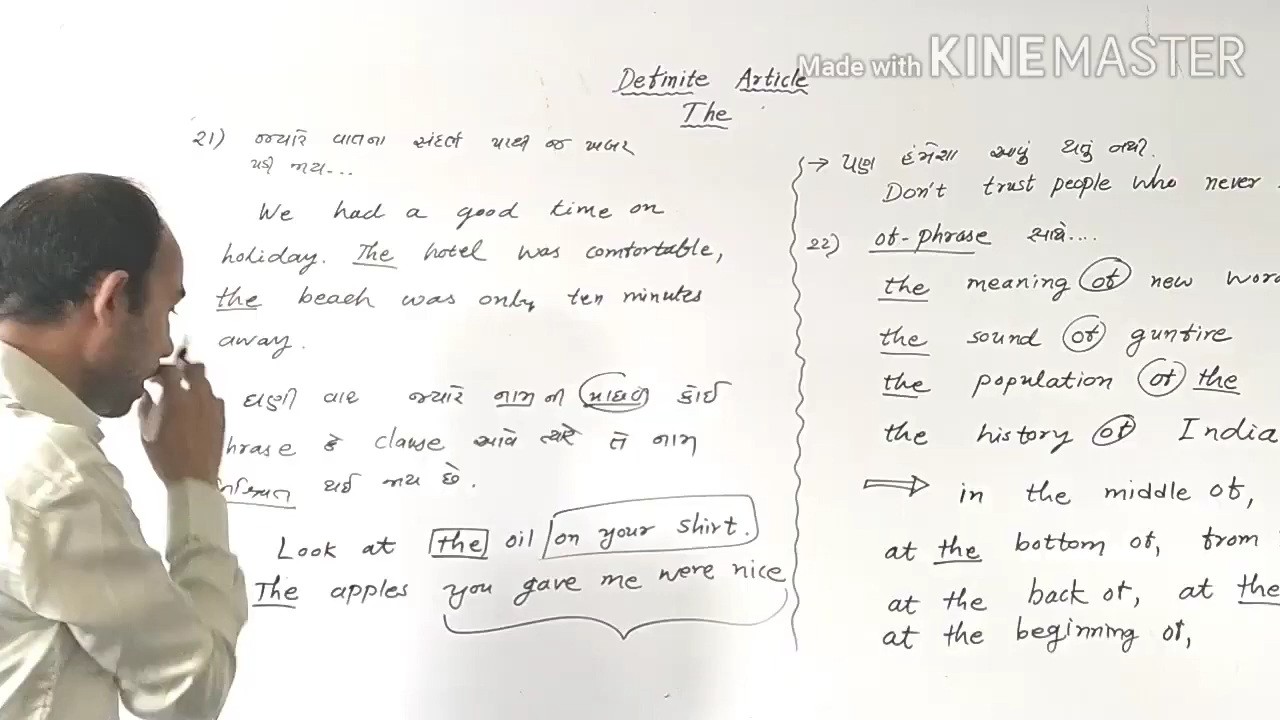 Made with KINEMASTER
Definite Article
The
૨૧) જ્યારે વાતના સંદર્ભ પરથી જ ખબર
પડી જાય...
We had a good time on
holiday. The hotel was comfortable,
the beach was only ten minutes
away.
ઘણી વાર જ્યારે નામ ની પાછળ કોઈ
hrase કે clause આવે ત્યારે તે નામ
નિશ્ચિત થઈ જાય છે.
Look at the oil on your shirt.
The apples you gave me were nice
→ પણ હંમેશા આવું થતું નથી.
Don't trust people who never
૨૨) of-phrase સાથે....
the meaning of new word
the sound of gunfire
the population of the
the history of India
⇒ in the middle of,
at the bottom of, from
at the back of, at the
at the beginning of,